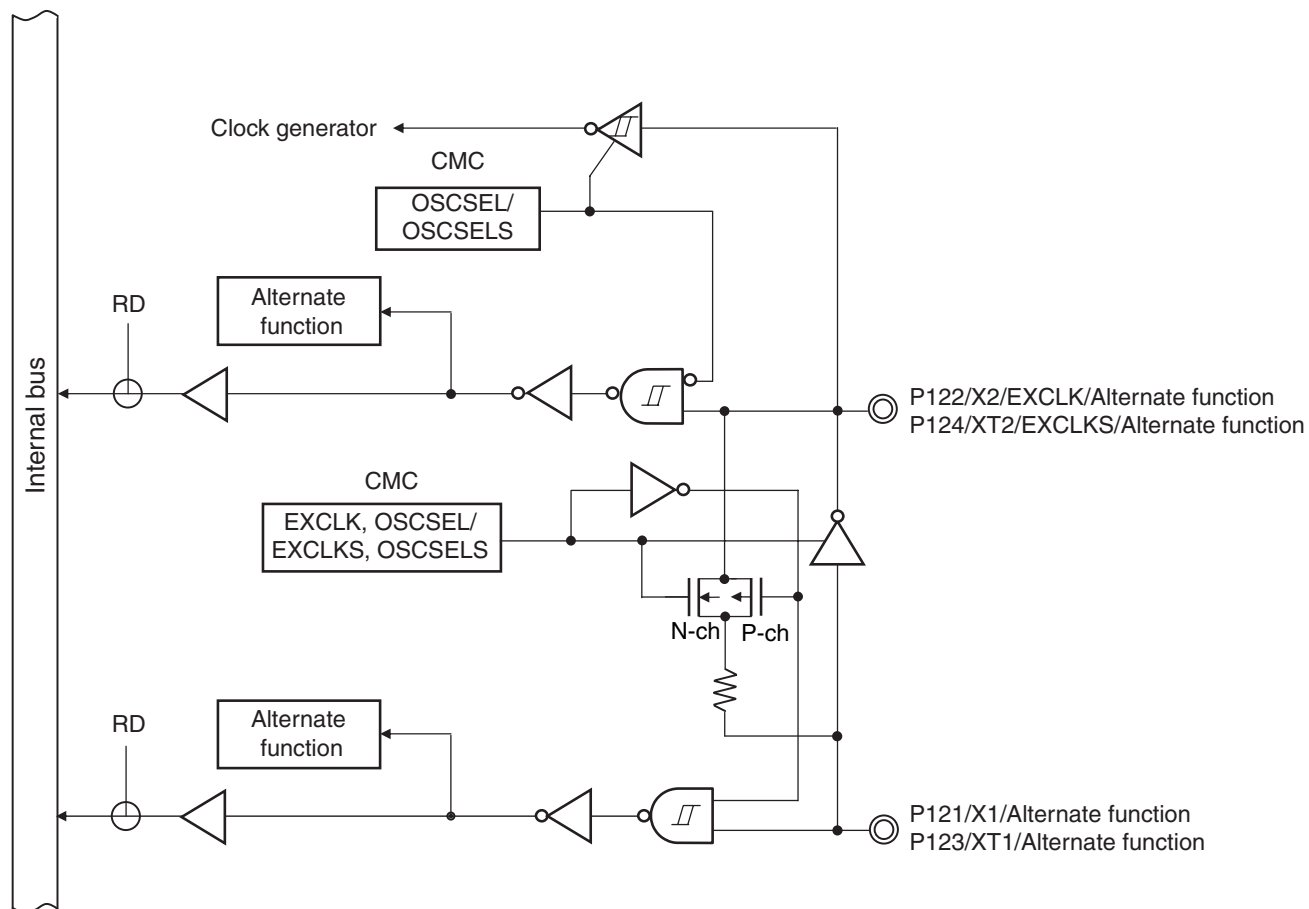 Clock generator
CMC
OSCSEL/
OSCSELS
RD
Alternate
function
Internal bus
P122/X2/EXCLK/Alternate function
P124/XT2/EXCLKS/Alternate function
CMC
EXCLK, OSCSEL/
EXCLKS, OSCSELS
N-ch
P-ch
RD
Alternate
function
P121/X1/Alternate function
P123/XT1/Alternate function